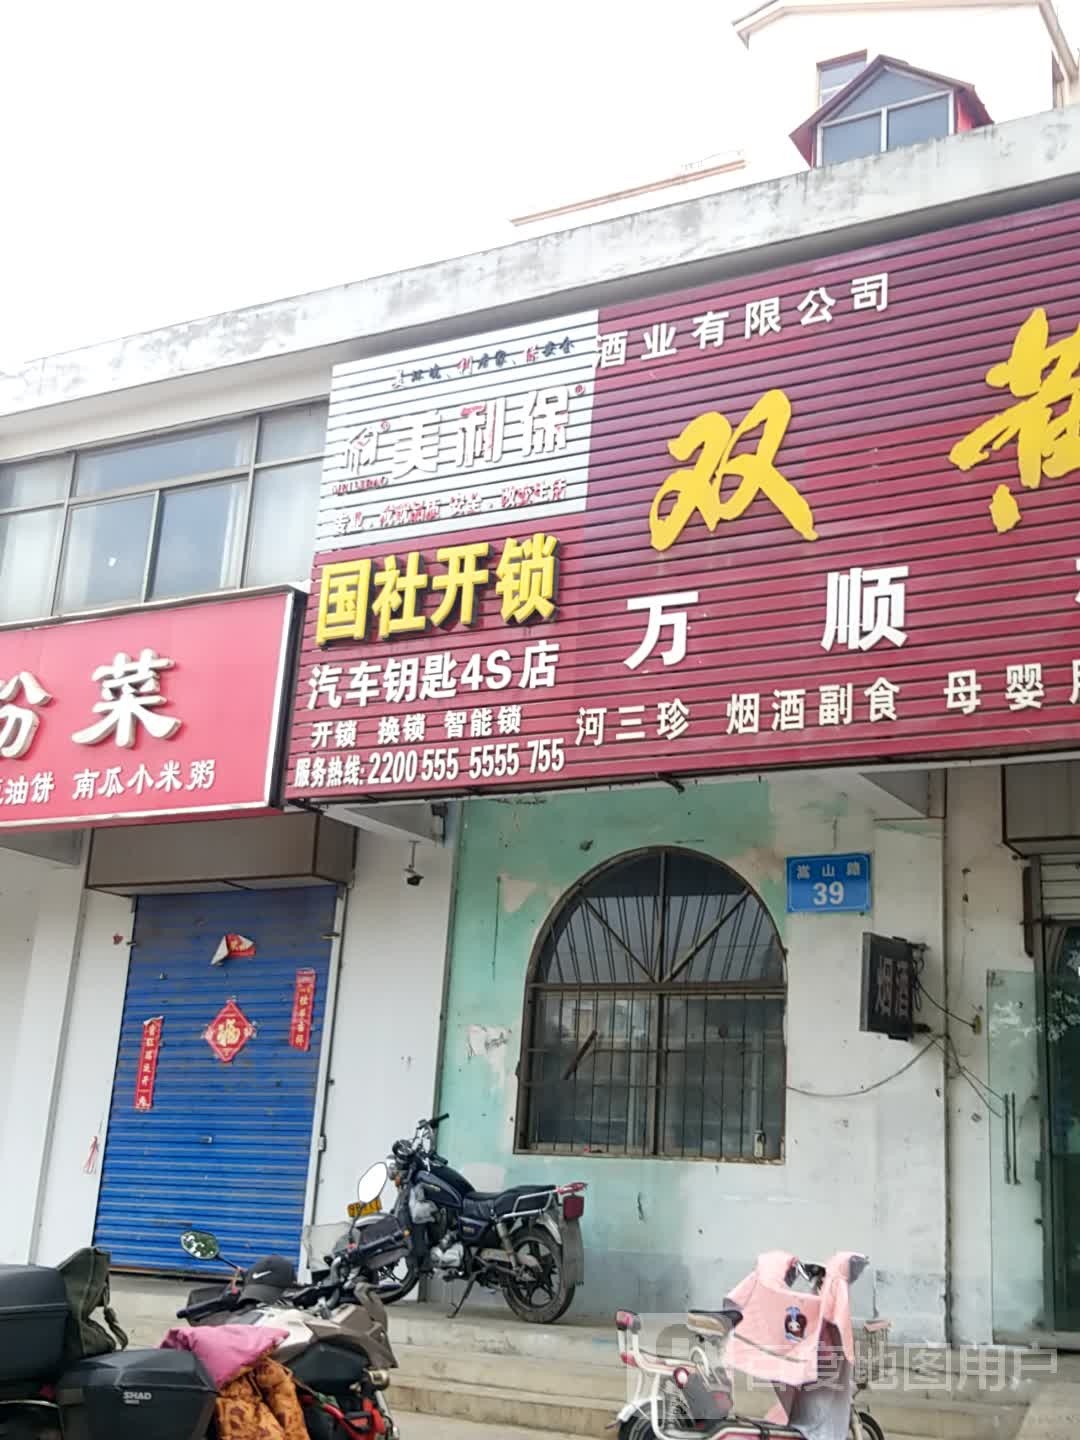 酒业有限公司
美利保
国社开锁
汽车钥匙4S店
开锁 换锁 智能锁
服务热线:2200 555 5555 755
双黄
万顺
河三珍 烟酒副食 母婴
粉菜
油饼 南瓜小米粥
嵩山路
39
烟酒
福
SHAD
百度地图用户